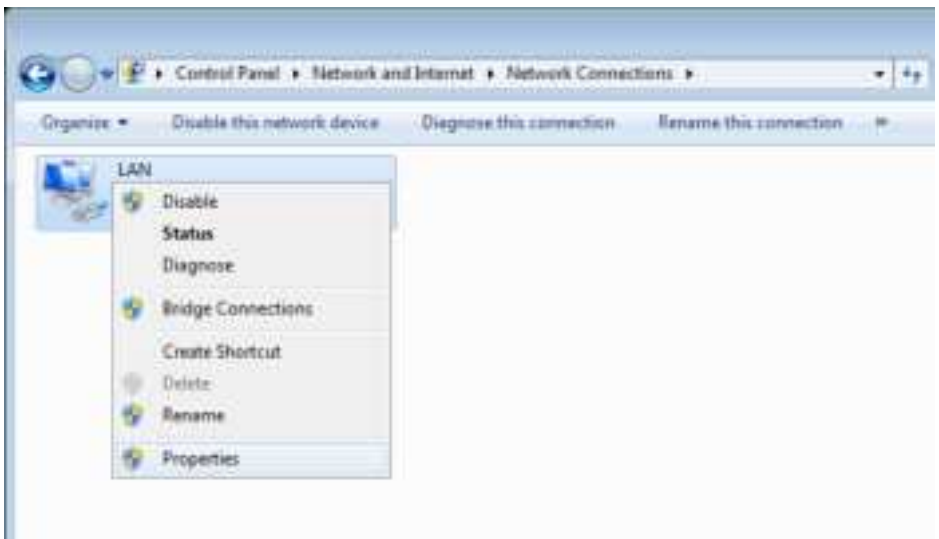 Control Panel Network and Internet Network Connections
Organize Disable this network device Diagnose this connection Rename this connection »
LAN
Disable
Status
Diagnose
Bridge Connections
Create Shortcut
Delete
Rename
Properties